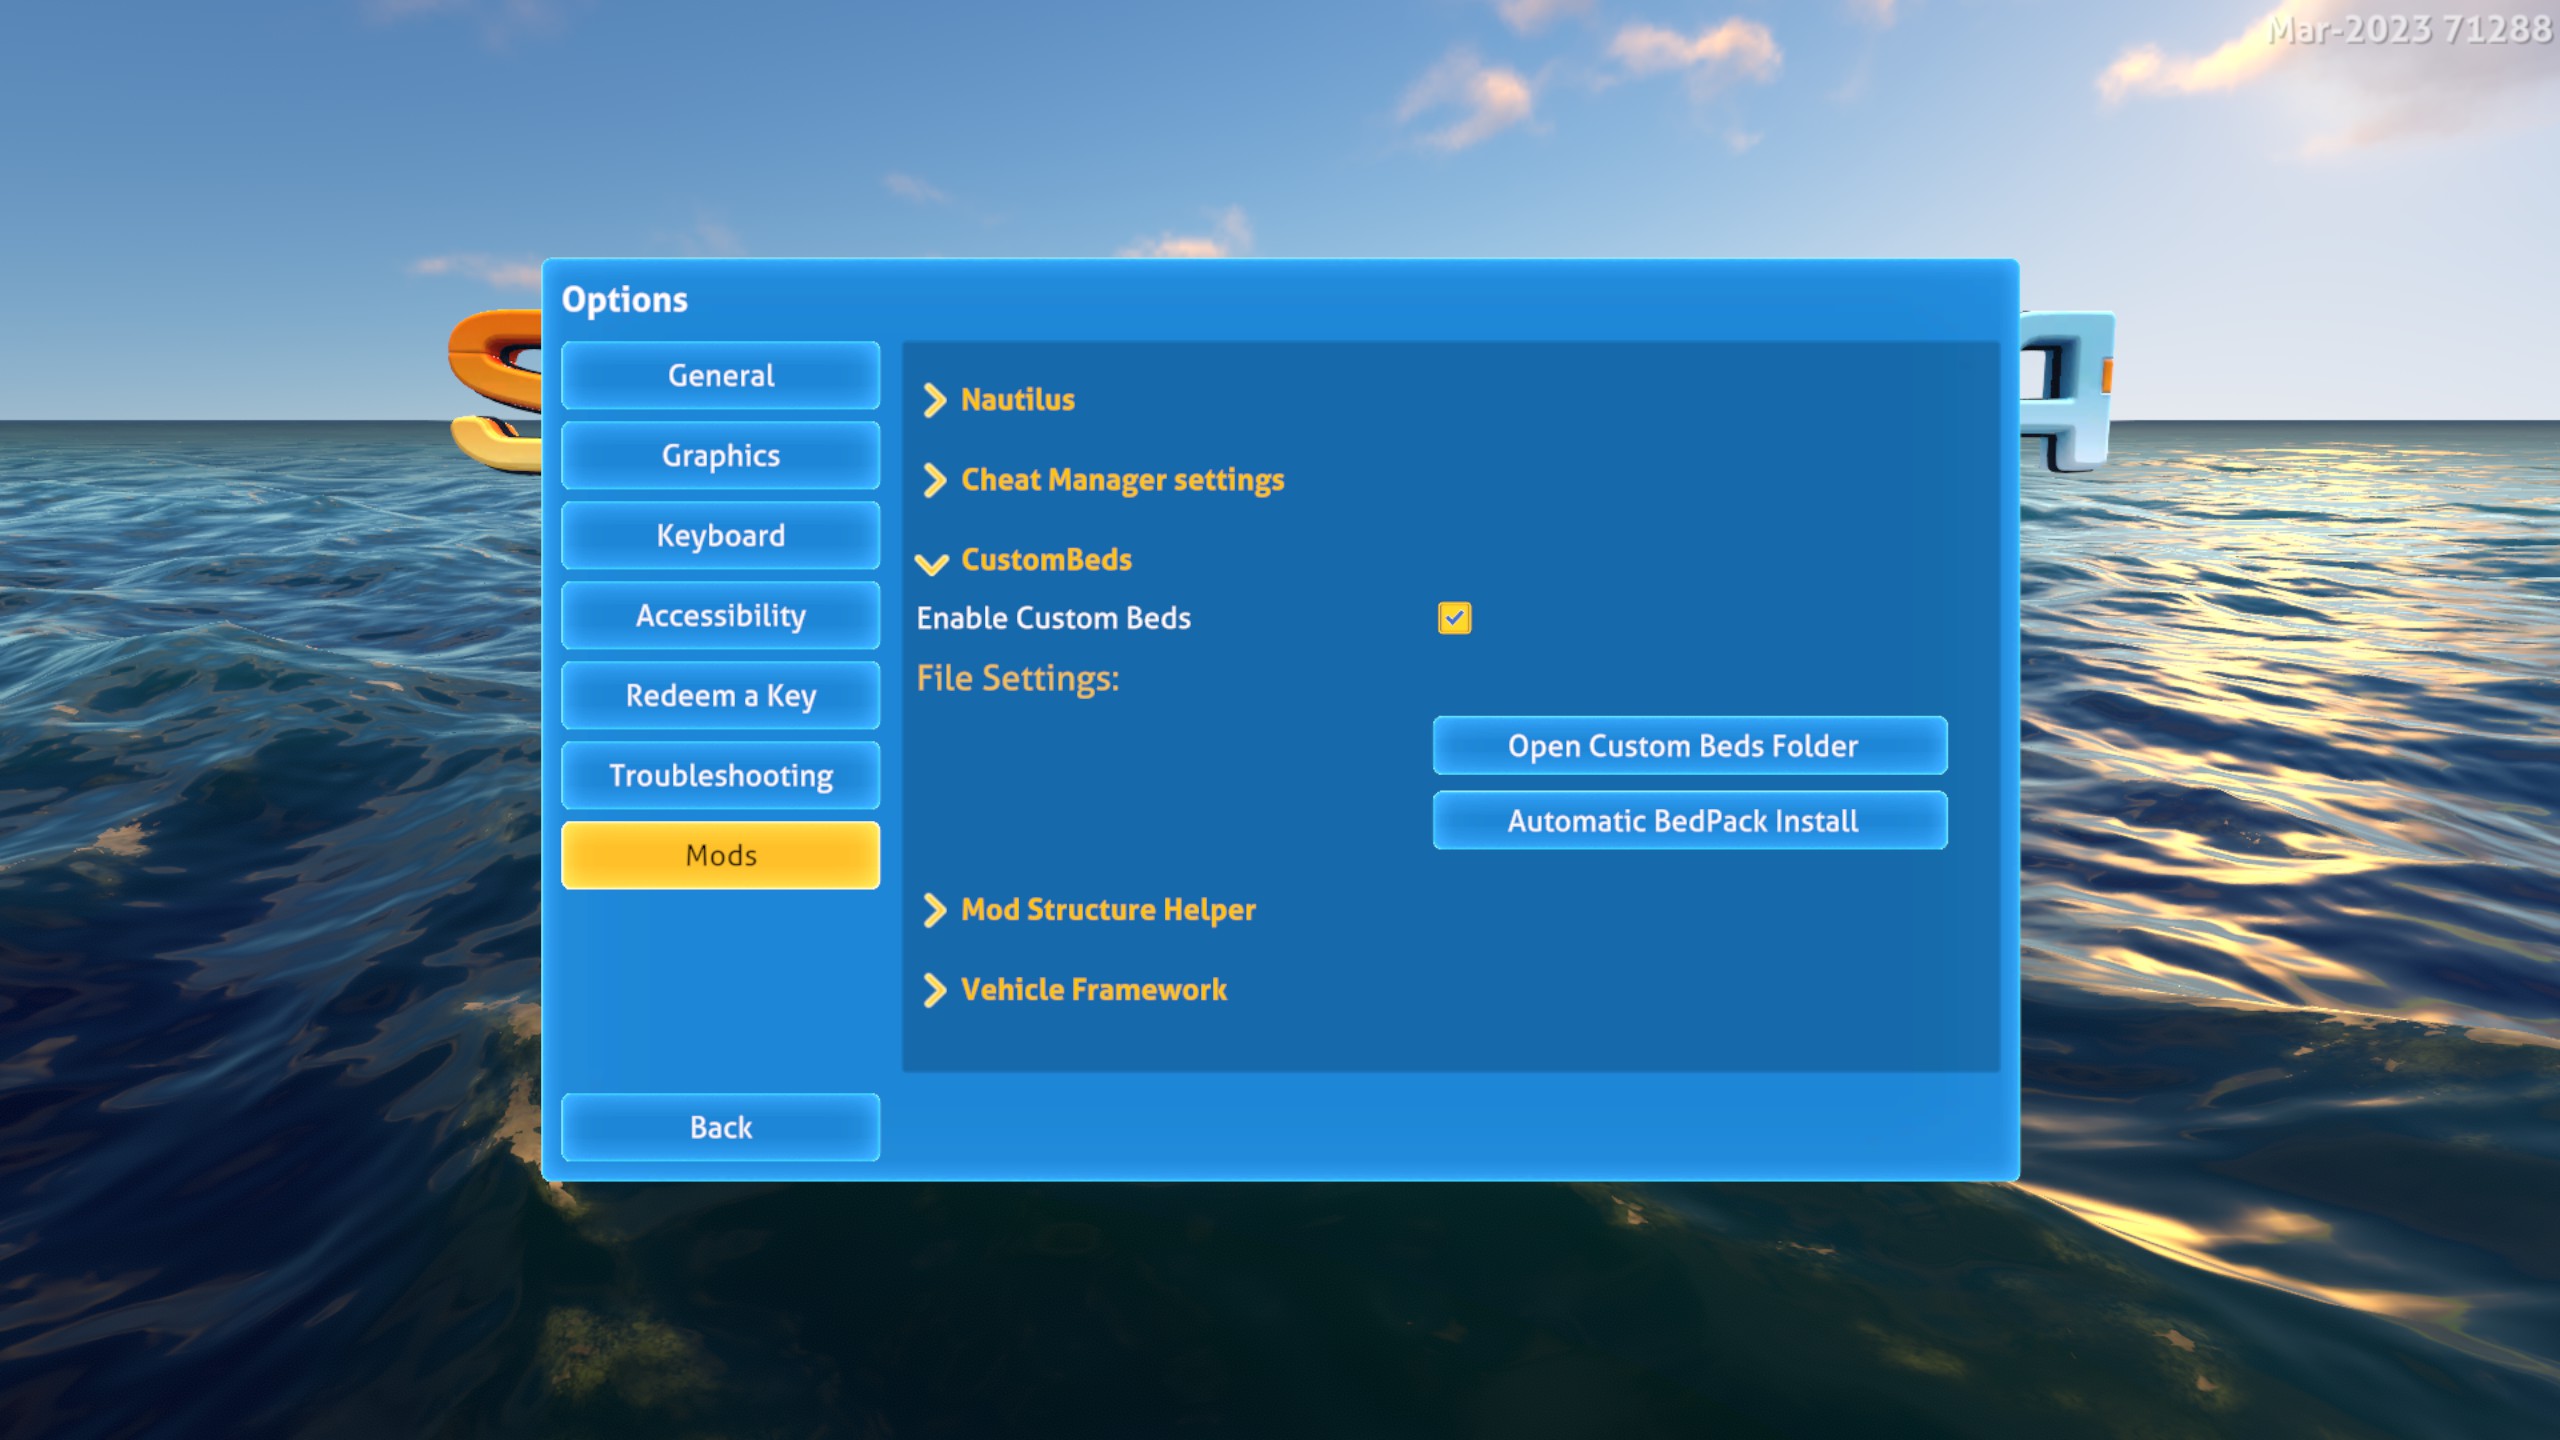 Mar-2023 71288
Options
General
Graphics
Keyboard
Accessibility
Redeem a Key
Troubleshooting
Mods
Back
Nautilus
Cheat Manager settings
CustomBeds
Enable Custom Beds
File Settings:
Open Custom Beds Folder
Automatic BedPack Install
Mod Structure Helper
Vehicle Framework